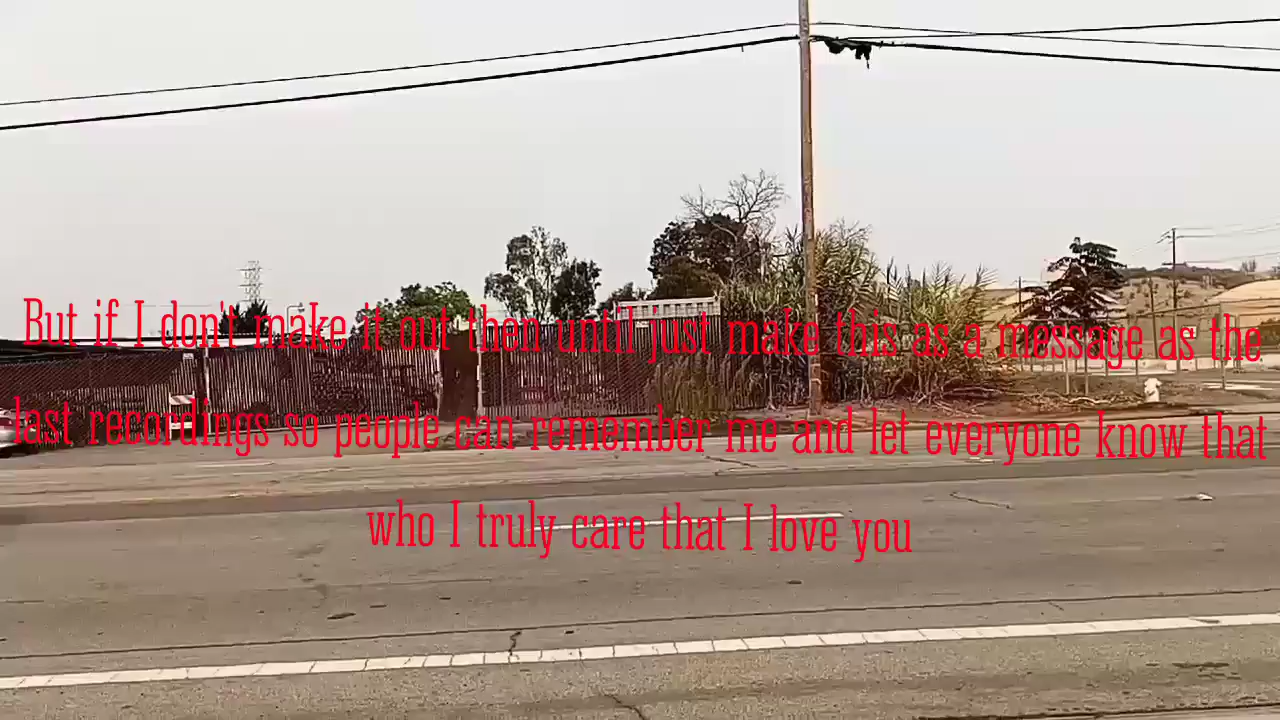 But if I don't make it out then until just make this as a message as the
last recordings so people can remember me and let everyone know that
who I truly care that I love you